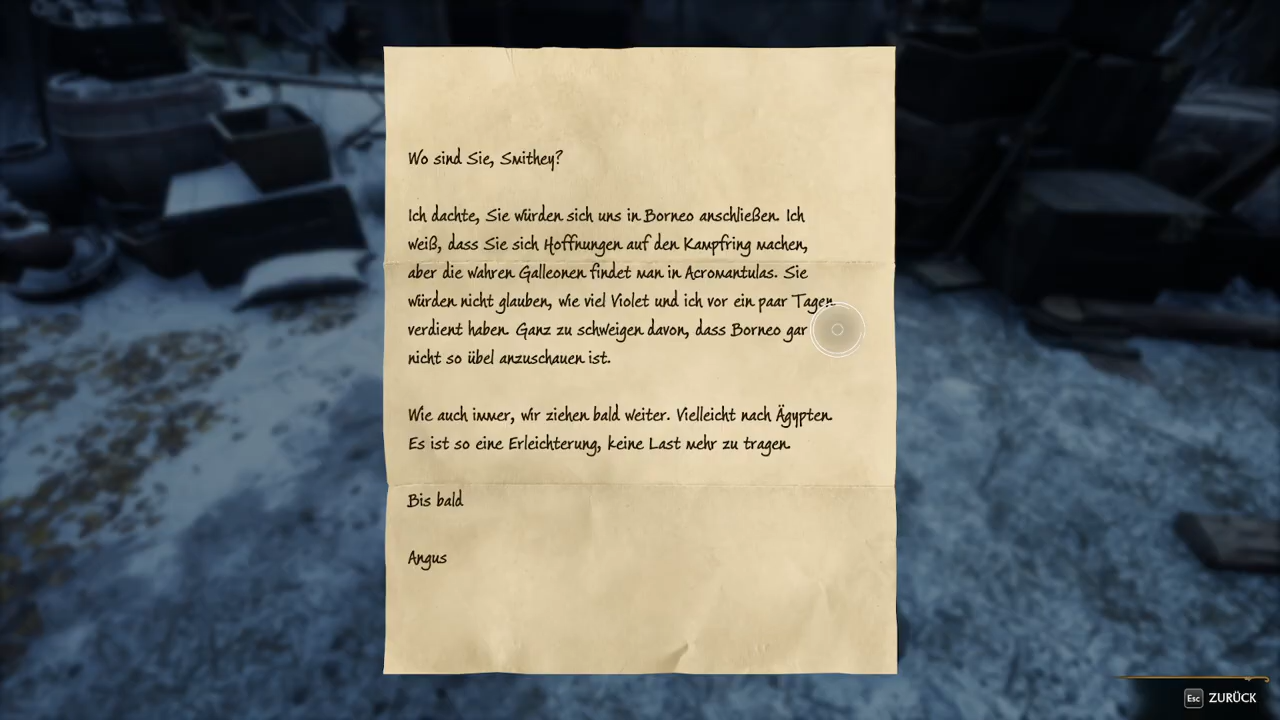 Wo sind Sie, Smithey?
Ich dachte, Sie würden sich uns in Borneo anschließen. Ich
weiß, dass Sie sich Hoffnungen auf den Kampfring machen,
aber die wahren Galleonen findet man in Acromantulas. Sie
würden nicht glauben, wie viel Violet und ich vor ein paar Tagen
verdient haben. Ganz zu schweigen davon, dass Borneo gar
nicht so übel anzuschauen ist.
Wie auch immer, wir ziehen bald weiter. Vielleicht nach Ägypten.
Es ist so eine Erleichterung, keine Last mehr zu tragen.
Bis bald
Angus
Esc ZURÜCK